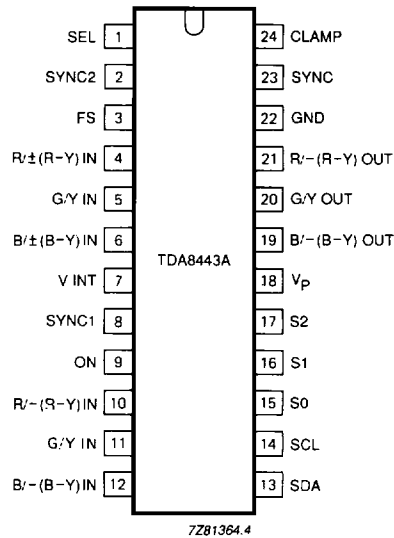 SEL 1 24 CLAMP
SYNC2 2 23 SYNC
FS 3 22 GND
R/±(R-Y) IN 4 21 R/-(R-Y) OUT
G/Y IN 5 20 G/Y OUT
B/±(B-Y) IN 6 19 B/-(B-Y) OUT
TDA8443A
V INT 7 18 VP
SYNC1 8 17 S2
ON 9 16 S1
R/-(R-Y) IN 10 15 S0
G/Y IN 11 14 SCL
B/-(B-Y) IN 12 13 SDA
7Z81364.4